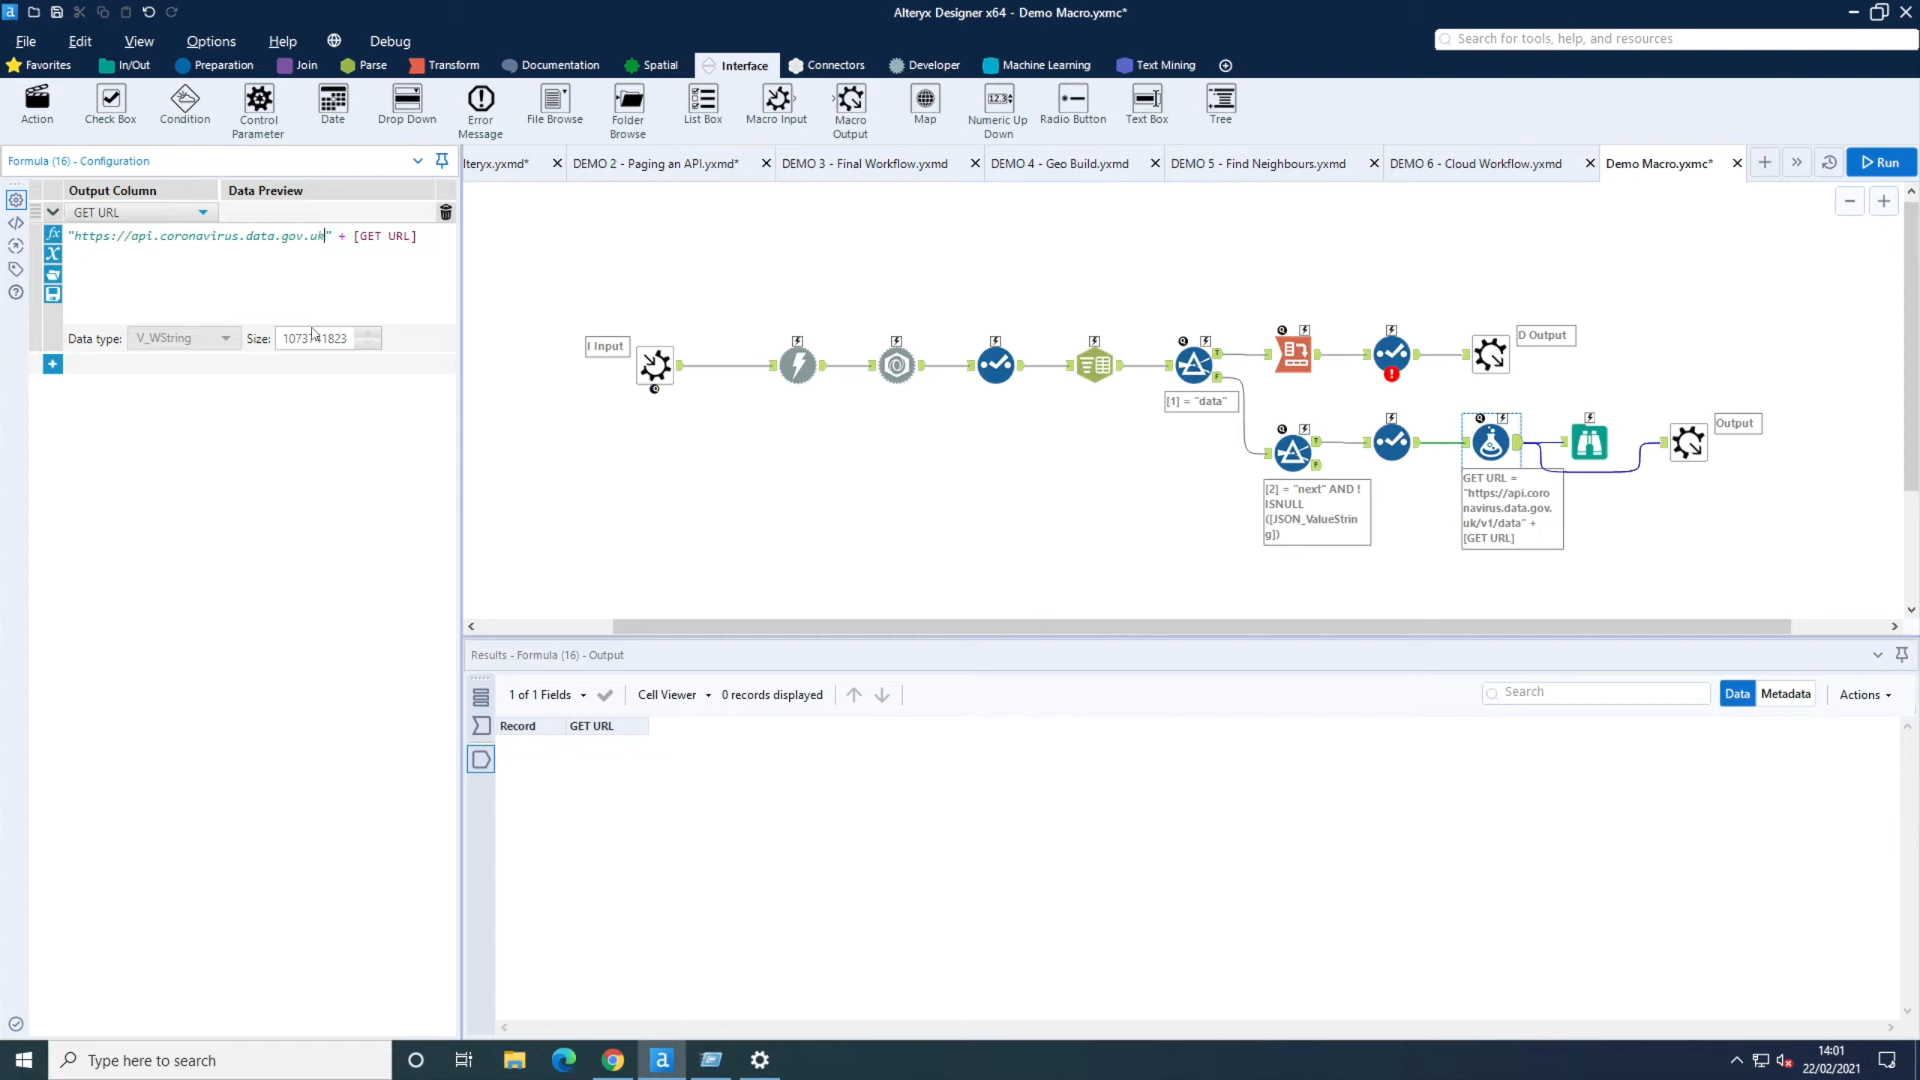 Alteryx Designer x64 - Demo Macro.yxmc*
File Edit View Options Help Debug
Search for tools, help, and resources
Favorites In/Out Preparation Join Parse Transform Documentation Spatial Interface Connectors Developer Machine Learning Text Mining
Action Check Box Condition Control Parameter Date Drop Down Error Message File Browse Folder Browse List Box Macro Input Macro Output Map Numeric Up Down Radio Button Text Box Tree
Formula (16) - Configuration
lteryx.yxmd* DEMO 2 - Paging an API.yxmd* DEMO 3 - Final Workflow.yxmd DEMO 4 - Geo Build.yxmd DEMO 5 - Find Neighbours.yxmd DEMO 6 - Cloud Workflow.yxmd Demo Macro.yxmc* Run
Output Column Data Preview
GET URL
"https://api.coronavirus.data.gov.uk" + [GET URL]
Data type: V_WString Size:
I Input
D Output
[1] = "data"
Output
[2] = "next" AND !
ISNULL
([JSON_ValueStrin
g])
GET URL =
"https://api.coro
navirus.data.gov.
uk/v1/data" +
[GET URL]
Results - Formula (16) - Output
1 of 1 Fields Cell Viewer 0 records displayed Search Data Metadata Actions
Record GET URL
Type here to search
14:01
22/02/2021